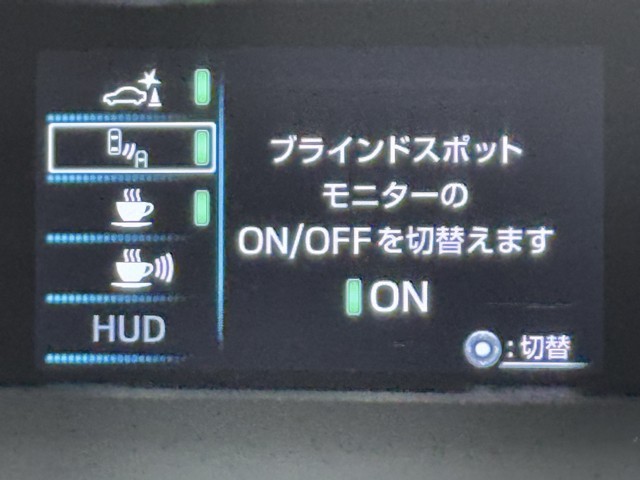 ブラインドスポット
モニターの
ON/OFFを切替えます
ON
HUD
:切替